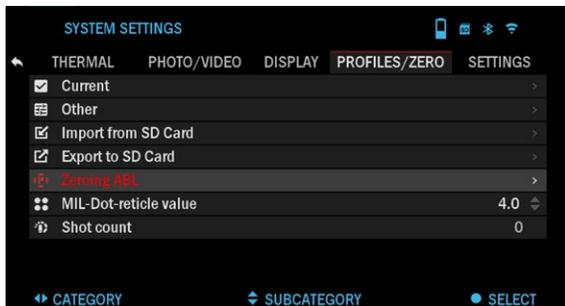 SYSTEM SETTINGS
THERMAL PHOTO/VIDEO DISPLAY PROFILES/ZERO SETTINGS
Current
Other
Import from SD Card
Export to SD Card
Zeroing ABL
MIL-Dot-reticle value 4.0
Shot count 0
CATEGORY SUBCATEGORY SELECT